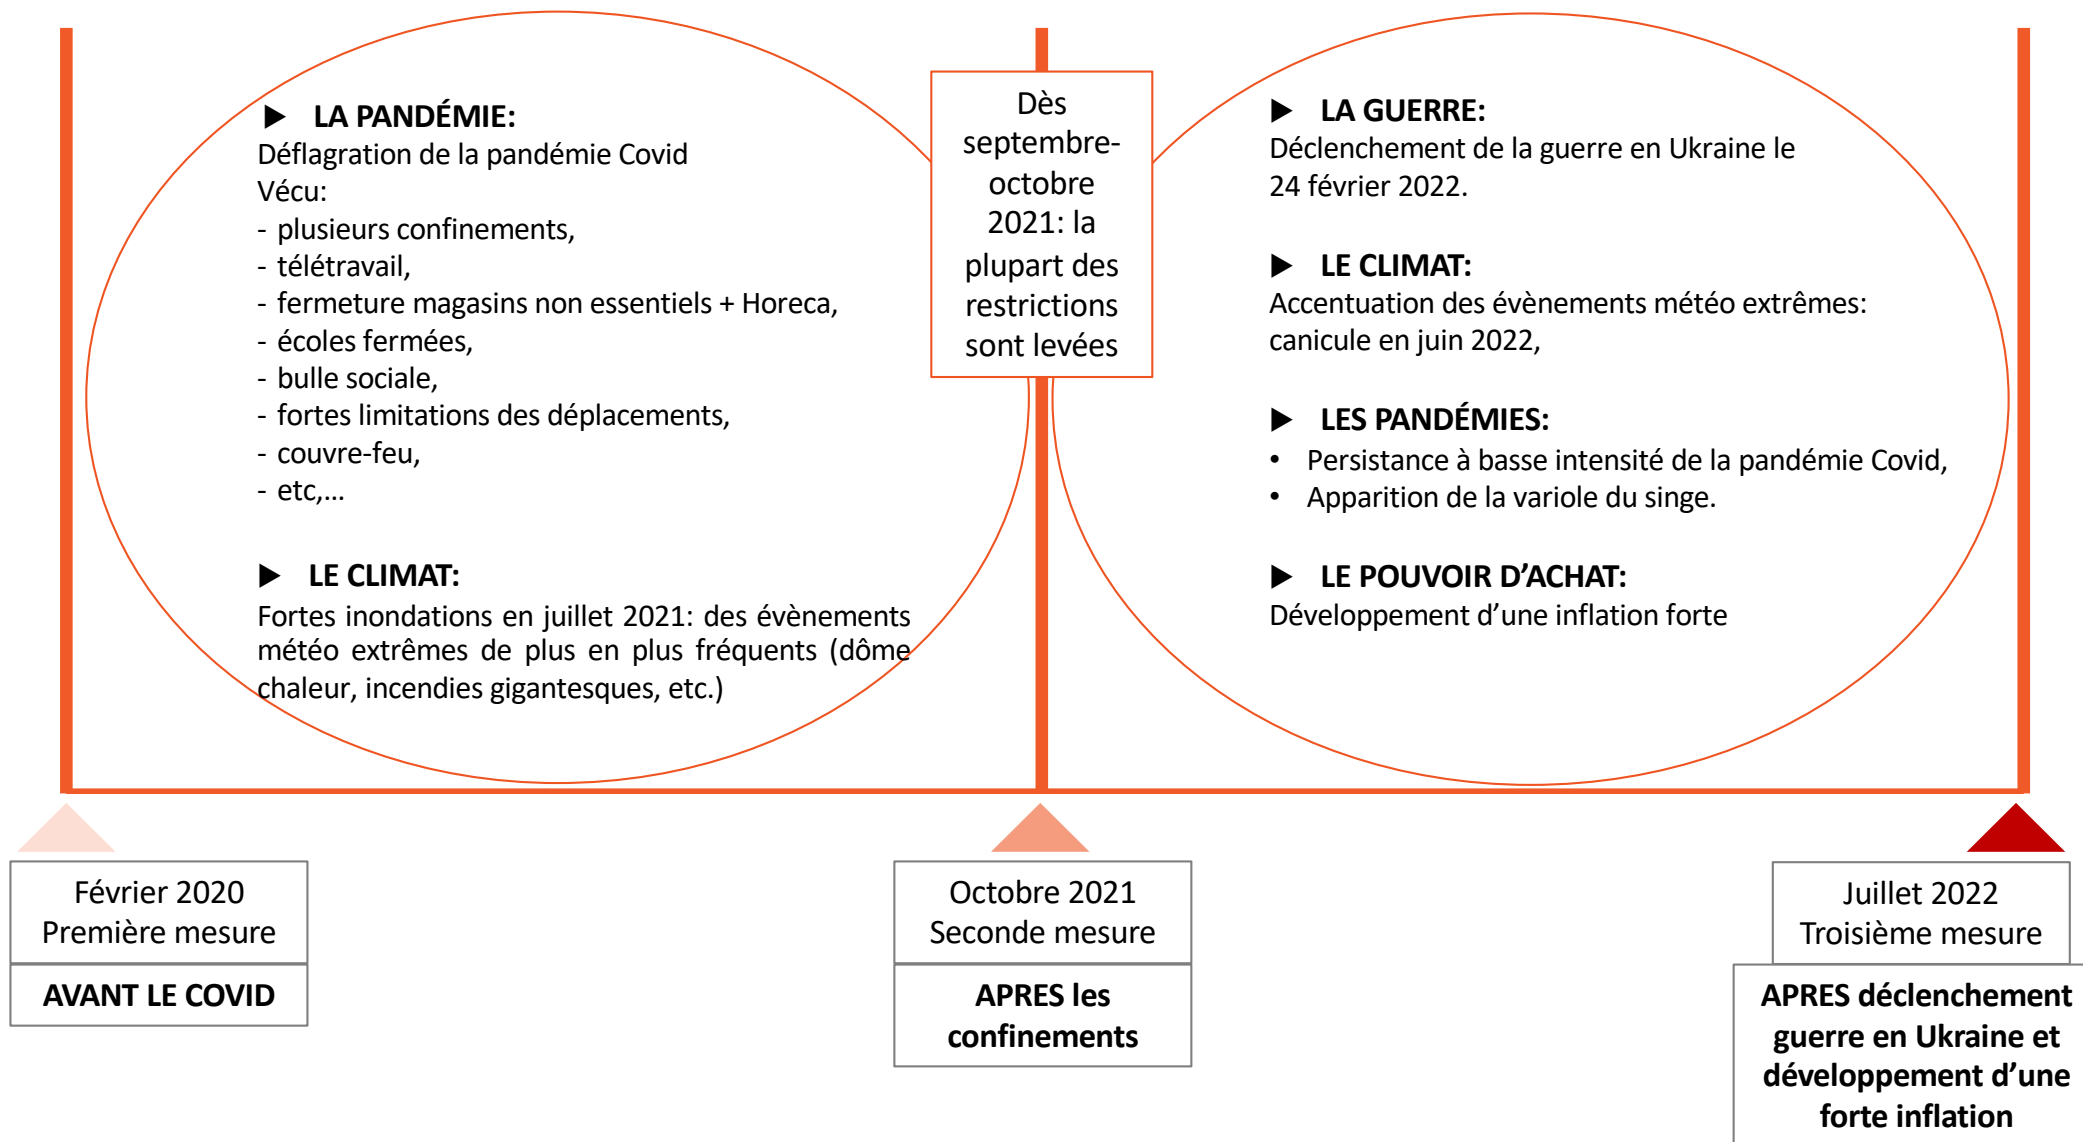 ► LA PANDÉMIE:
Déflagration de la pandémie Covid
Vécu:
- plusieurs confinements,
- télétravail,
- fermeture magasins non essentiels + Horeca,
- écoles fermées,
- bulle sociale,
- fortes limitations des déplacements,
- couvre-feu,
- etc,...
► LE CLIMAT:
Fortes inondations en juillet 2021: des évènements
météo extrêmes de plus en plus fréquents (dôme
chaleur, incendies gigantesques, etc.)
Dès
septembre-
octobre
2021: la
plupart des
restrictions
sont levées
► LA GUERRE:
Déclenchement de la guerre en Ukraine le
24 février 2022.
► LE CLIMAT:
Accentuation des évènements météo extrêmes:
canicule en juin 2022,
► LES PANDÉMIES:
• Persistance à basse intensité de la pandémie Covid,
• Apparition de la variole du singe.
► LE POUVOIR D’ACHAT:
Développement d’une inflation forte
Février 2020
Première mesure
AVANT LE COVID
Octobre 2021
Seconde mesure
APRES les
confinements
Juillet 2022
Troisième mesure
APRES déclenchement
guerre en Ukraine et
développement d’une
forte inflation